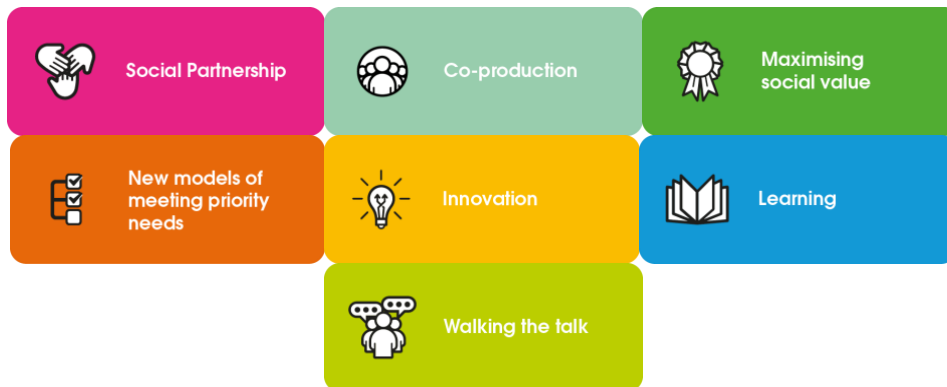 Social Partnership
Co-production
Maximising
social value
New models of
meeting priority
needs
Innovation
Learning
Walking the talk